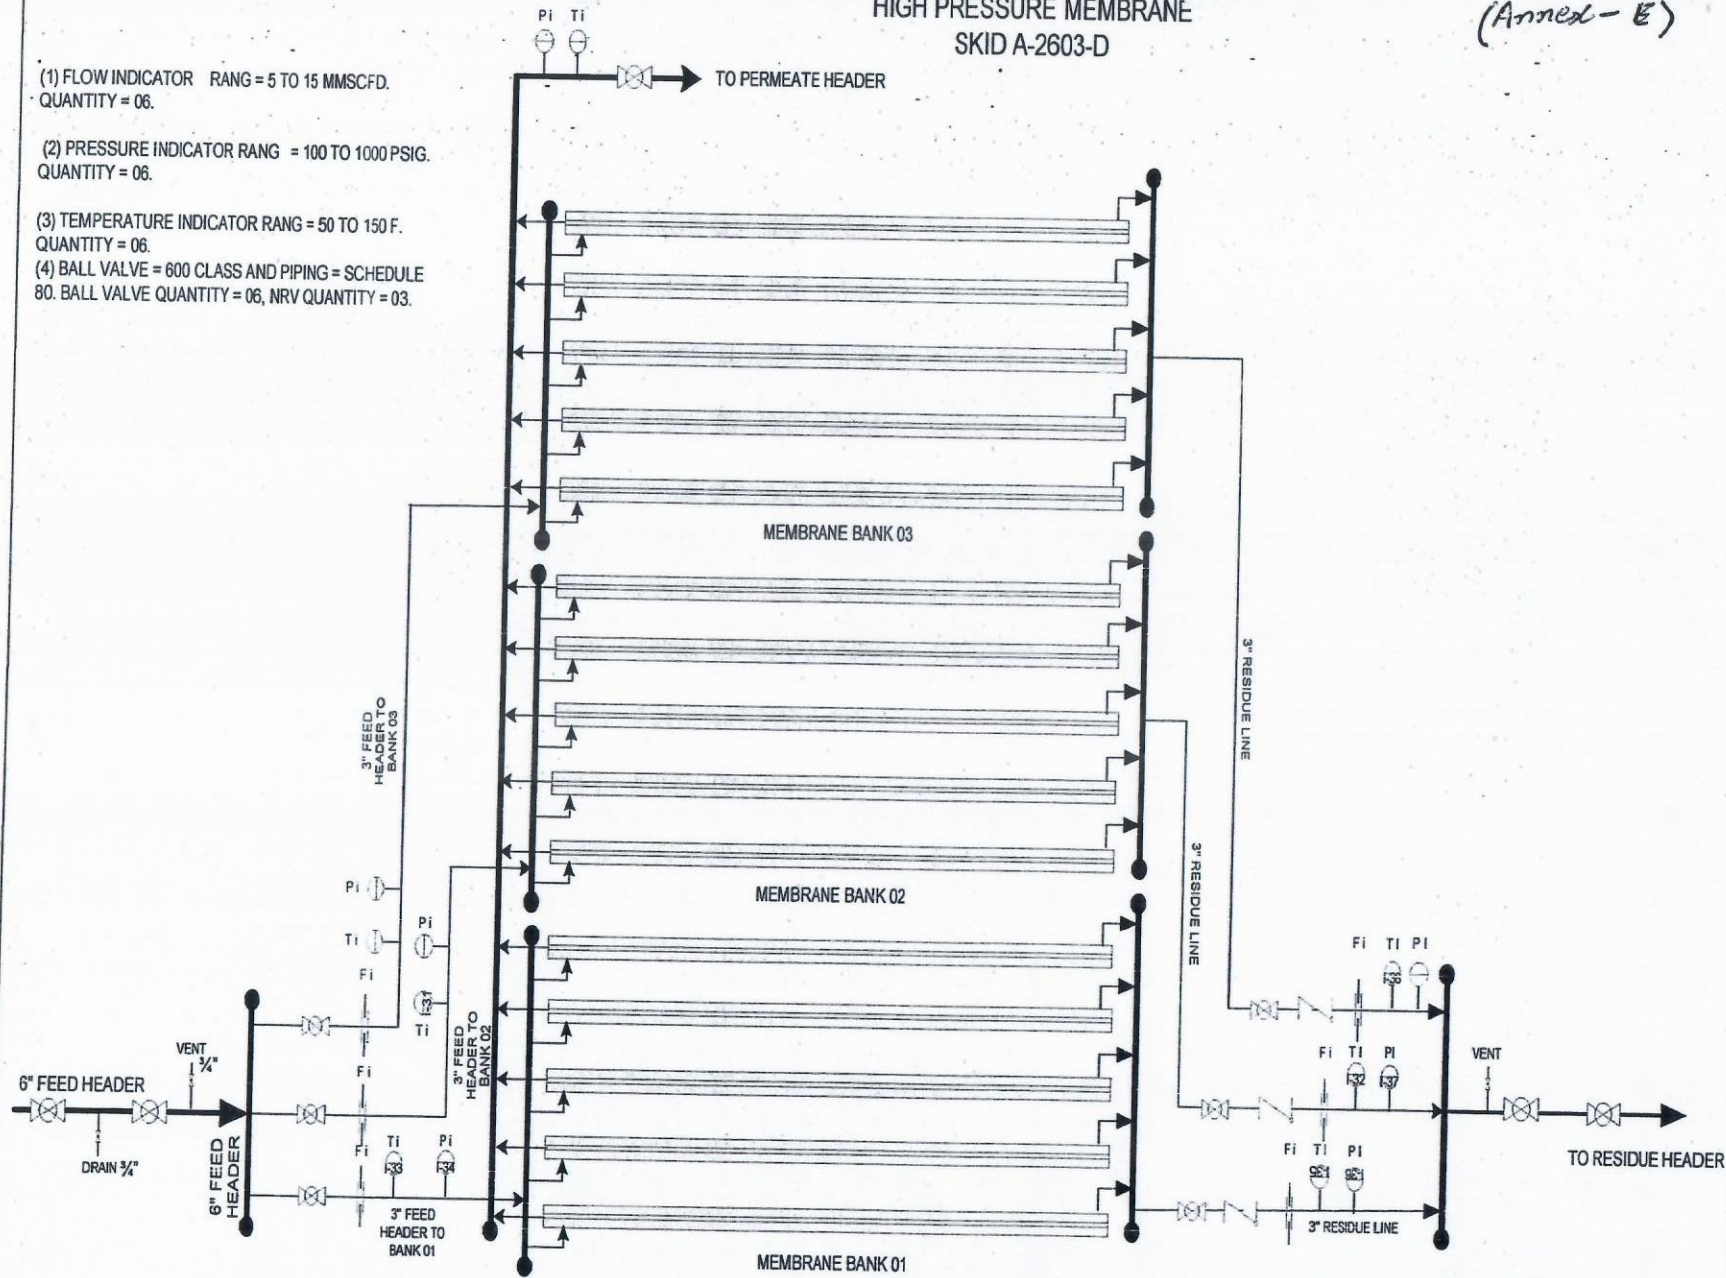 HIGH PRESSURE MEMBRANE
SKID A-2603-D
(Annex-E)
Pi Ti
TO PERMEATE HEADER
(1) FLOW INDICATOR RANG = 5 TO 15 MMSCFD.
QUANTITY = 06.
(2) PRESSURE INDICATOR RANG = 100 TO 1000 PSIG.
QUANTITY = 06.
(3) TEMPERATURE INDICATOR RANG = 50 TO 150 F.
QUANTITY = 06.
(4) BALL VALVE = 600 CLASS AND PIPING = SCHEDULE
80. BALL VALVE QUANTITY = 06, NRV QUANTITY = 03.
MEMBRANE BANK 03
3" FEED
HEADER TO
BANK 03
3" RESIDUE LINE
MEMBRANE BANK 02
3" RESIDUE LINE
Pi
Ti
Pi
Fi
I-31
Ti
3" FEED
HEADER TO
BANK 02
Fi TI PI
VENT
¾"
6" FEED HEADER
DRAIN ¾"
6" FEED
HEADER
Fi
Fi
Ti Pi
I-33 I-34
3" FEED
HEADER TO
BANK 01
MEMBRANE BANK 01
Fi TI PI
I-32 I-37
VENT
Fi TI PI
3" RESIDUE LINE
TO RESIDUE HEADER